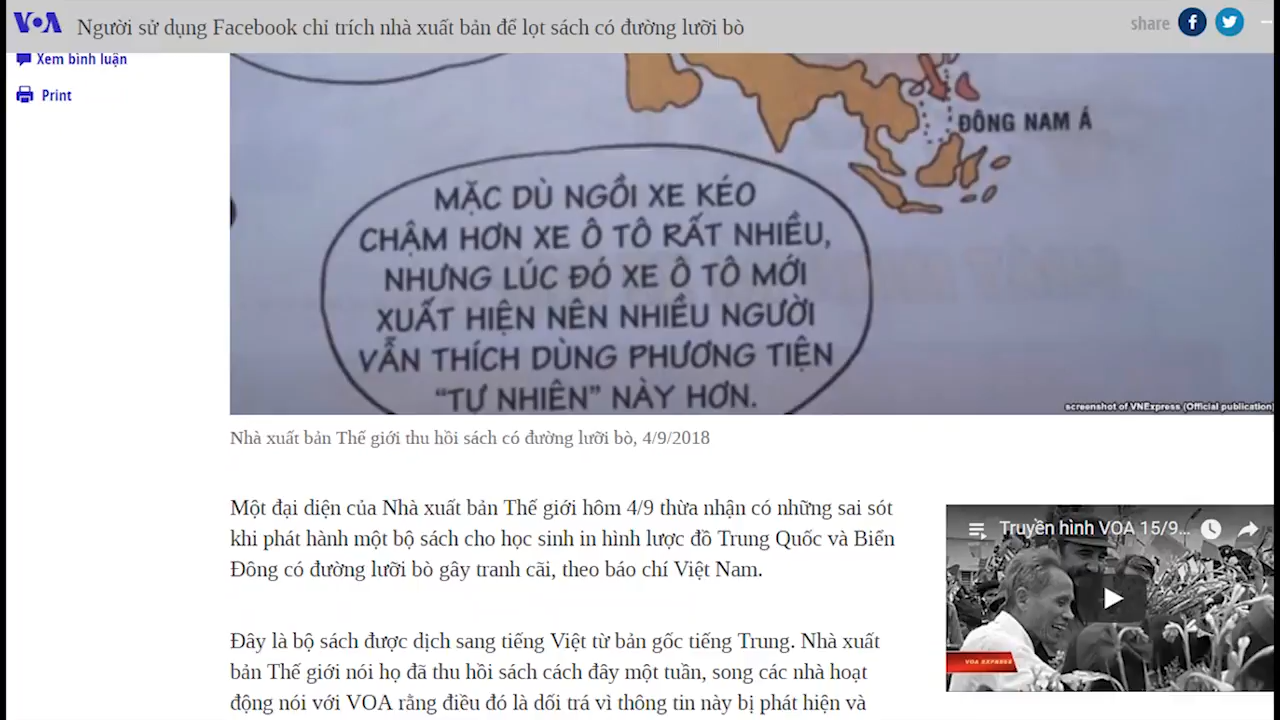 VOA
Người sử dụng Facebook chỉ trích nhà xuất bản để lọt sách có đường lưỡi bò
share
Xem bình luận
Print
ĐÔNG NAM Á
MẶC DÙ NGỒI XE KÉO
CHẬM HƠN XE Ô TÔ RẤT NHIỀU,
NHƯNG LÚC ĐÓ XE Ô TÔ MỚI
XUẤT HIỆN NÊN NHIỀU NGƯỜI
VẪN THÍCH DÙNG PHƯƠNG TIỆN
“TỰ NHIÊN” NÀY HƠN.
screenshot of VNExpress (Official publication)
Nhà xuất bản Thế giới thu hồi sách có đường lưỡi bò, 4/9/2018
Một đại diện của Nhà xuất bản Thế giới hôm 4/9 thừa nhận có những sai sót
khi phát hành một bộ sách cho học sinh in hình lược đồ Trung Quốc và Biển
Đông có đường lưỡi bò gây tranh cãi, theo báo chí Việt Nam.
Truyền hình VOA 15/9...
VOA EXPRESS
Đây là bộ sách được dịch sang tiếng Việt từ bản gốc tiếng Trung. Nhà xuất
bản Thế giới nói họ đã thu hồi sách cách đây một tuần, song các nhà hoạt
động nói với VOA rằng điều đó là dối trá vì thông tin này bị phát hiện và